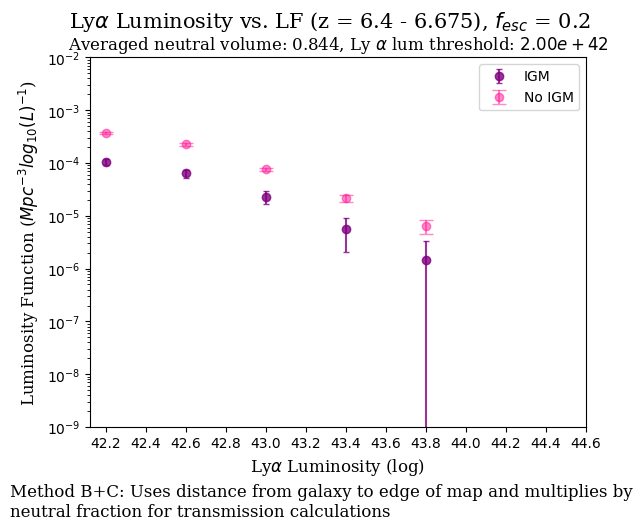 Lyα Luminosity vs. LF (z = 6.4 - 6.675), f_esc = 0.2
Averaged neutral volume: 0.844, Ly α lum threshold: 2.00e + 42
IGM
No IGM
Luminosity Function (Mpc⁻³log₁₀(L)⁻¹)
10⁻²
10⁻³
10⁻⁴
10⁻⁵
10⁻⁶
10⁻⁷
10⁻⁸
10⁻⁹
42.2 42.4 42.6 42.8 43.0 43.2 43.4 43.6 43.8 44.0 44.2 44.4 44.6
Lyα Luminosity (log)
Method B+C: Uses distance from galaxy to edge of map and multiplies by
neutral fraction for transmission calculations